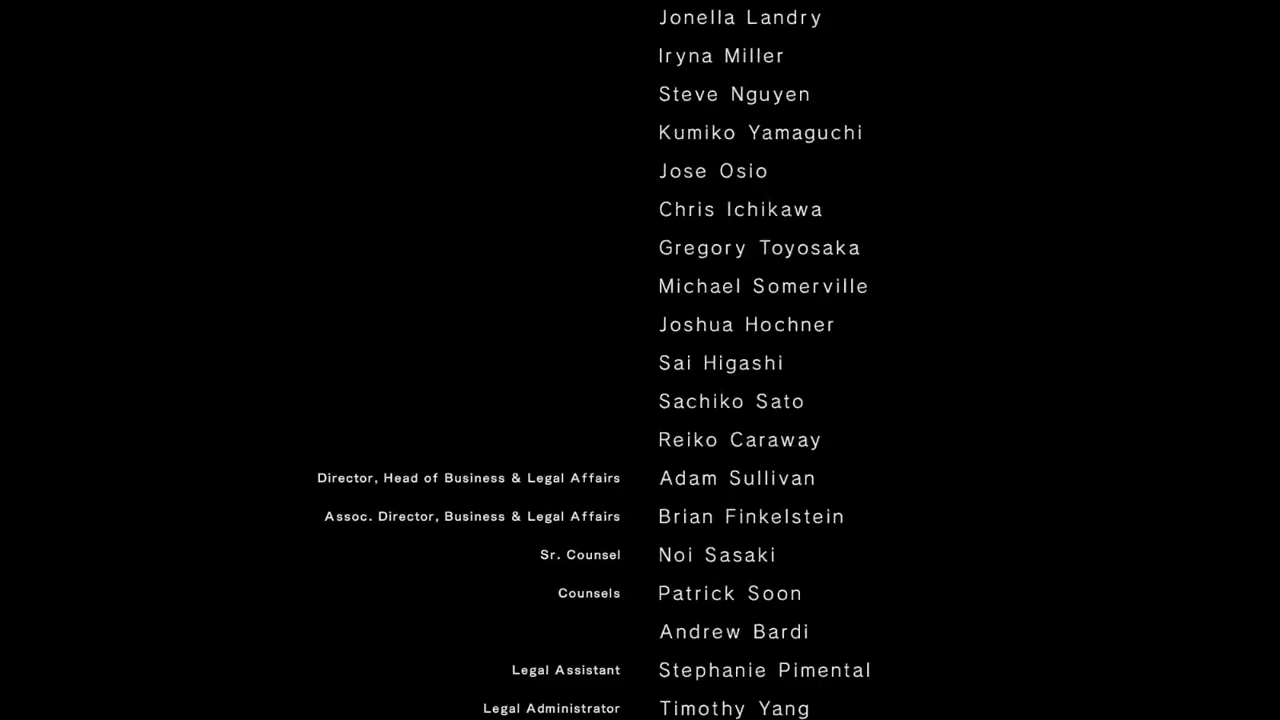 Jonella Landry
Iryna Miller
Steve Nguyen
Kumiko Yamaguchi
Jose Osio
Chris Ichikawa
Gregory Toyosaka
Michael Somerville
Joshua Hochner
Sai Higashi
Sachiko Sato
Reiko Caraway
Director, Head of Business & Legal Affairs Adam Sullivan
Assoc. Director, Business & Legal Affairs Brian Finkelstein
Sr. Counsel Noi Sasaki
Counsels Patrick Soon
Andrew Bardi
Legal Assistant Stephanie Pimental
Legal Administrator Timothy Yang